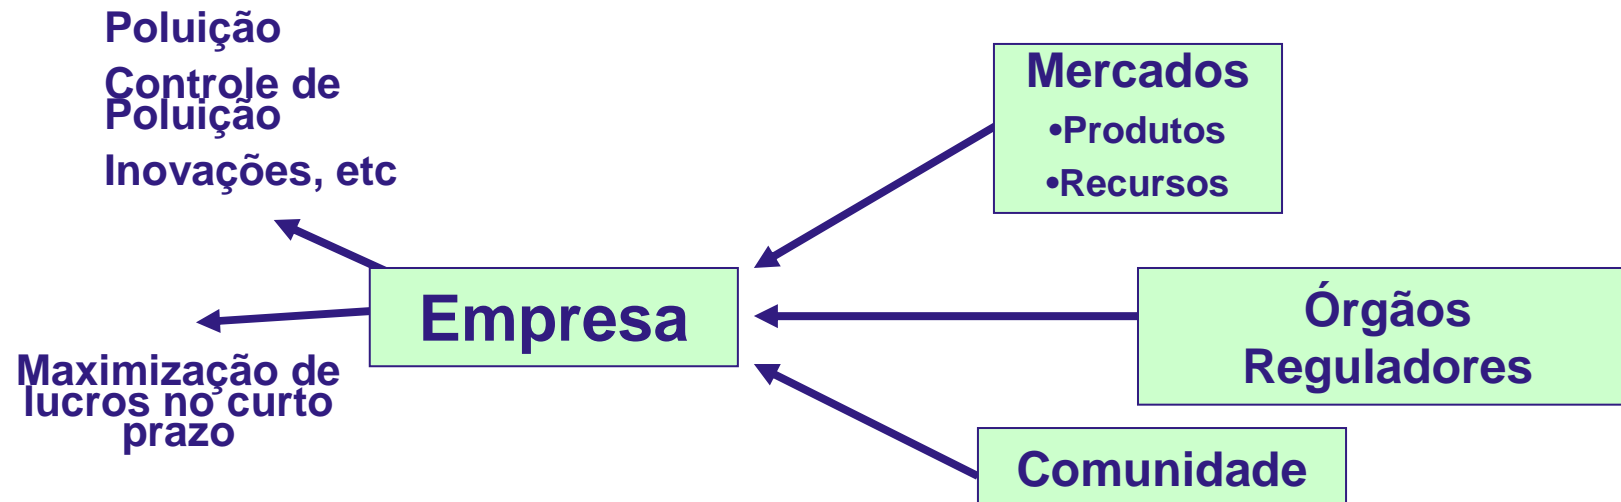 Poluição
Controle de
Poluição
Inovações, etc
Mercados
•Produtos
•Recursos
Empresa
Órgãos
Reguladores
Maximização de
lucros no curto
prazo
Comunidade